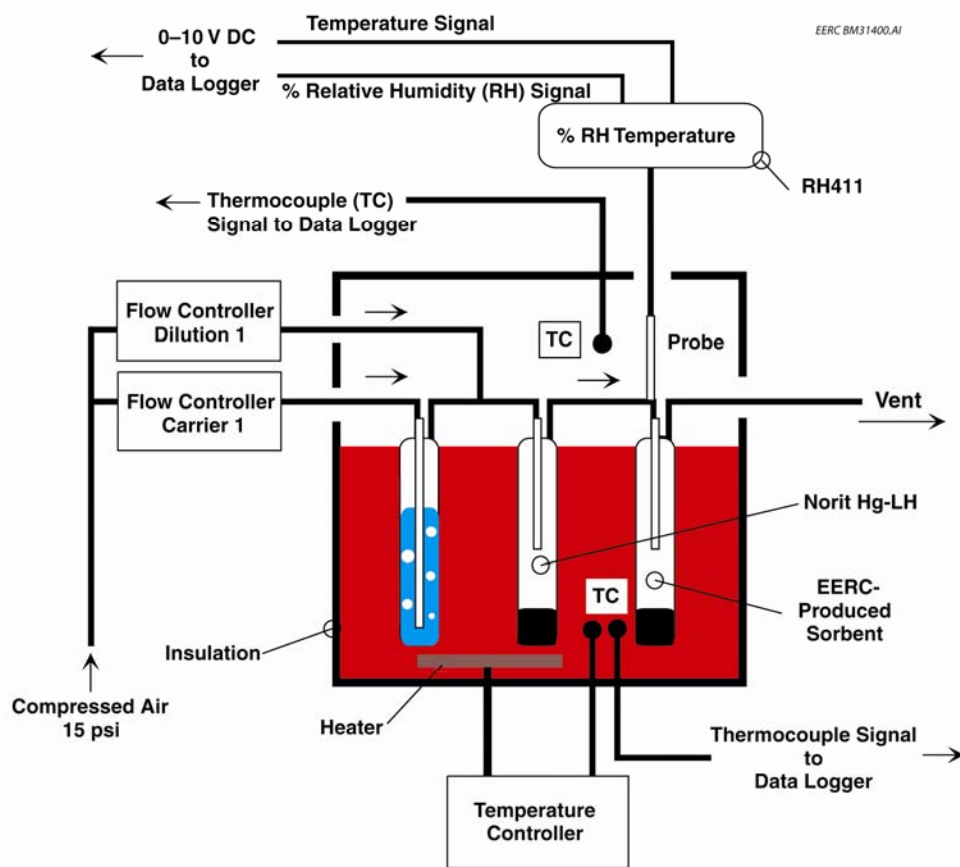 EERC BM31400.AI
Temperature Signal
0–10 V DC
to
Data Logger
% Relative Humidity (RH) Signal
% RH Temperature
RH411
Thermocouple (TC)
Signal to Data Logger
Flow Controller
Dilution 1
TC
Probe
Flow Controller
Carrier 1
Vent
Norit Hg-LH
TC
EERC-
Produced
Sorbent
Insulation
Compressed Air
15 psi
Heater
Thermocouple Signal
to
Data Logger
Temperature
Controller